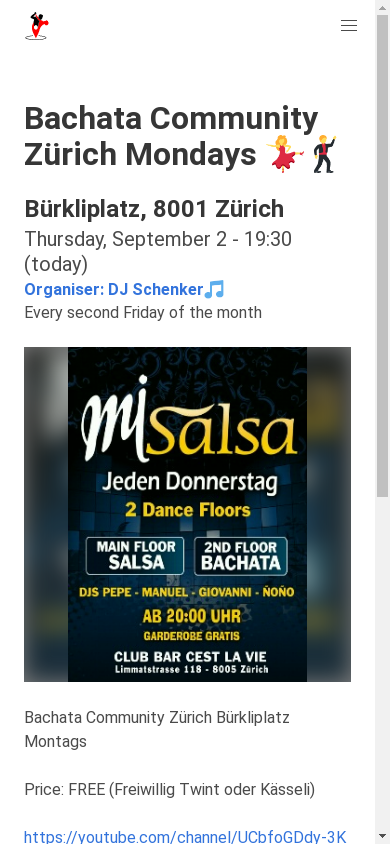 Bachata Community
Zürich Mondays 💃🕺
Bürkliplatz, 8001 Zürich
Thursday, September 2 - 19:30
(today)
Organiser: DJ Schenker🎵
Every second Friday of the month
mi Salsa
Jeden Donnerstag
2 Dance Floors
MAIN FLOOR 2ND FLOOR
SALSA BACHATA
DJS PEPE - MANUEL - GIOVANNI - ÑOÑO
AB 20:00 UHR
GARDEROBE GRATIS
CLUB BAR CEST LA VIE
Limmatstrasse 118 - 8005 Zürich
Bachata Community Zürich Bürkliplatz
Montags
Price: FREE (Freiwillig Twint oder Kässeli)
https://youtube.com/channel/UCbfoGDdy-3K